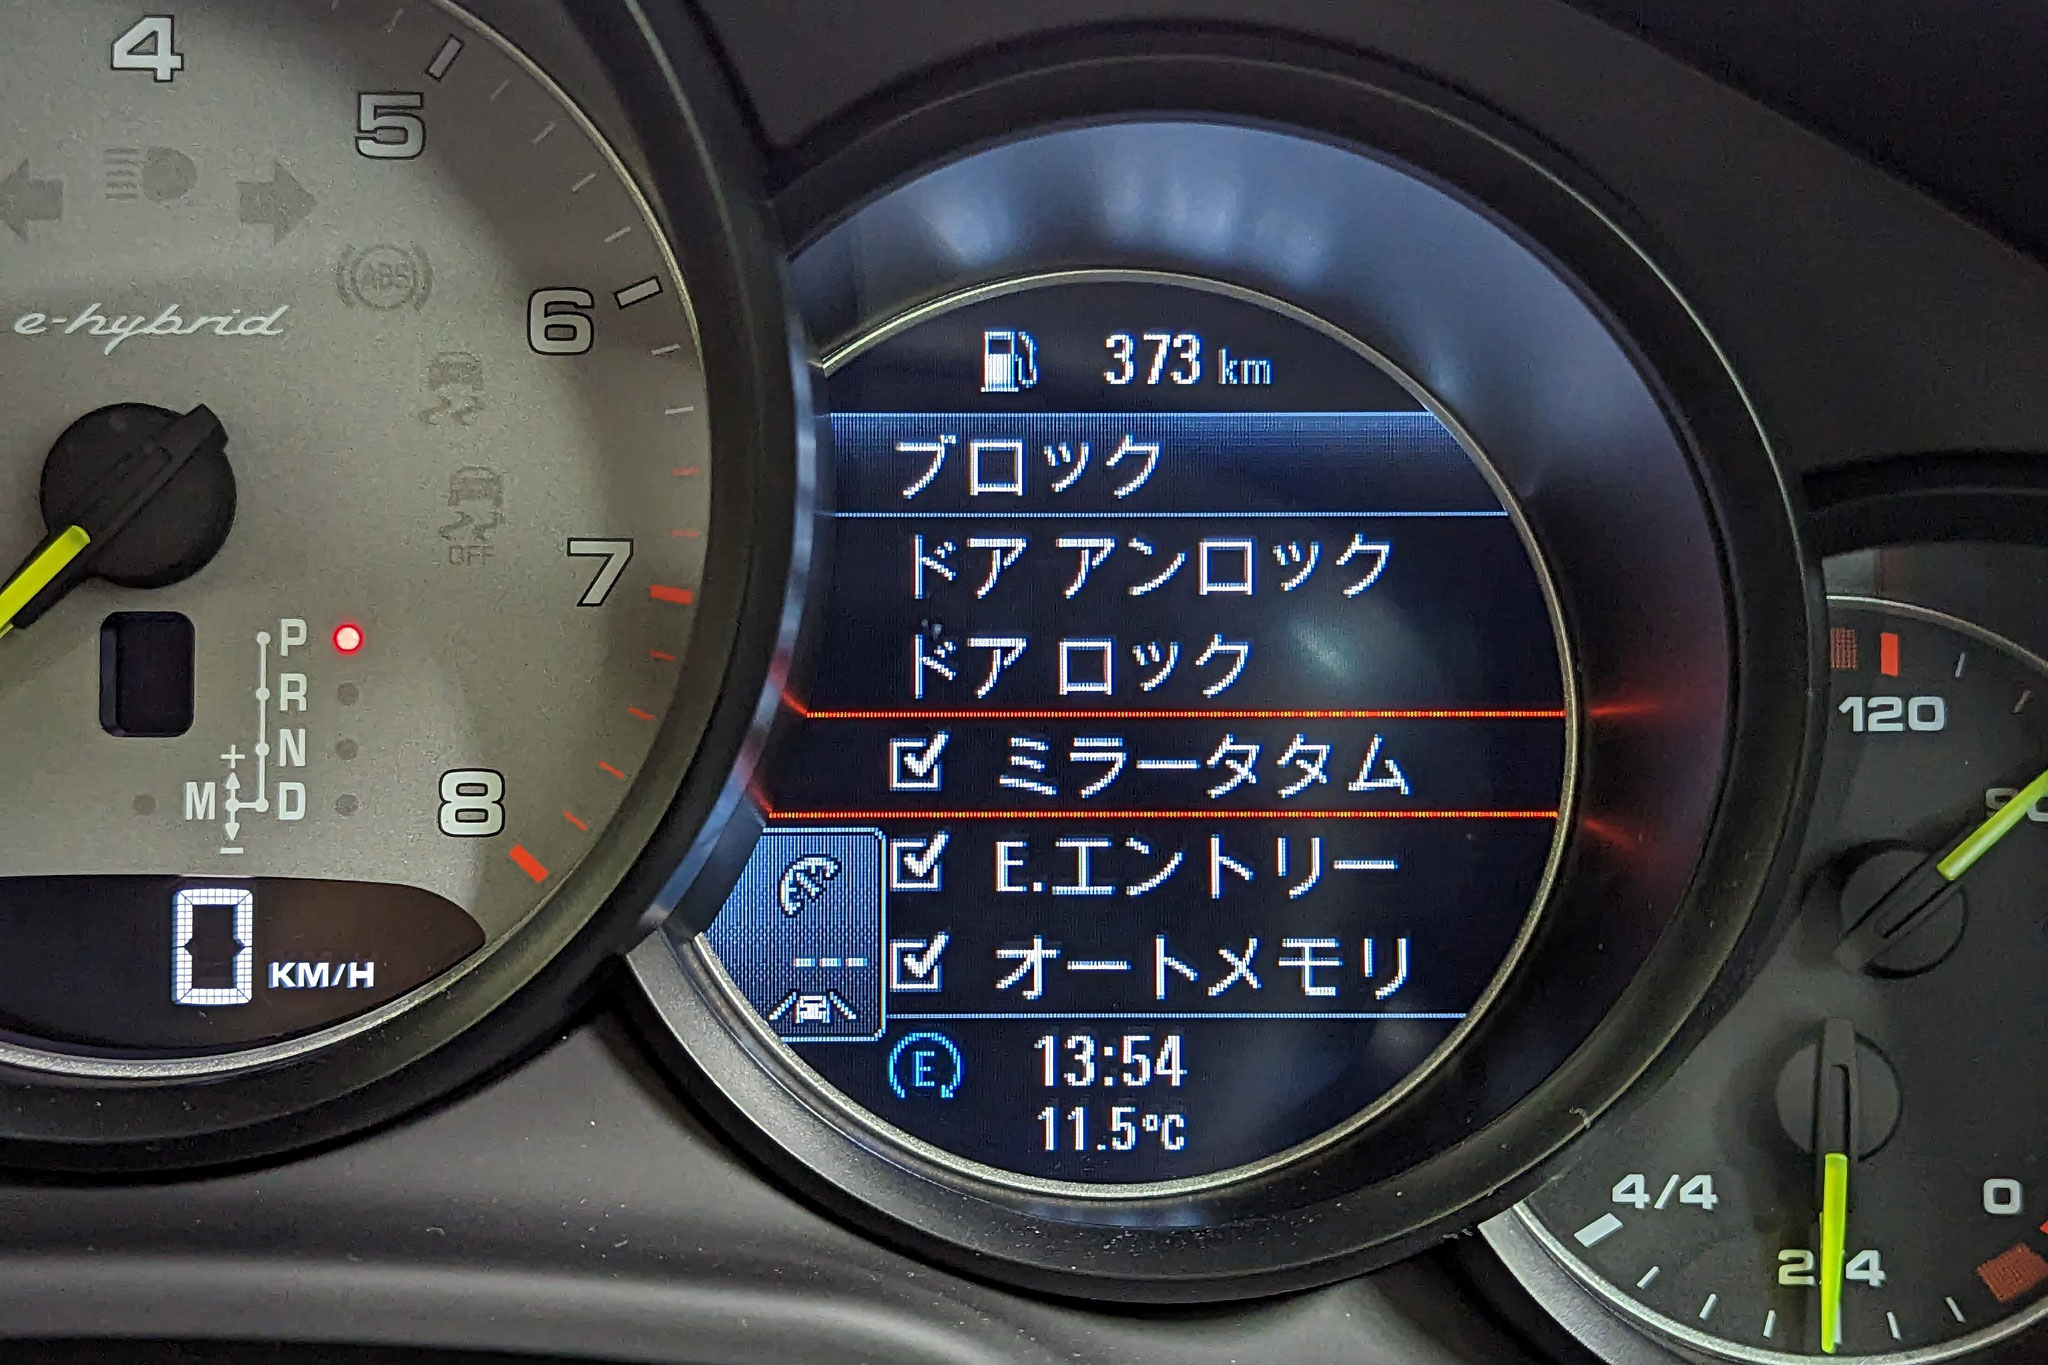 4
5
6
7
8
ABS
e-hybrid
OFF
P
R
N
+
M D
-
0 KM/H
373 km
ブロック
ドア アンロック
ドア ロック
ミラータタム
E.エントリー
オートメモリ
E
13:54
11.5°C
120
90
4/4
2/4
0